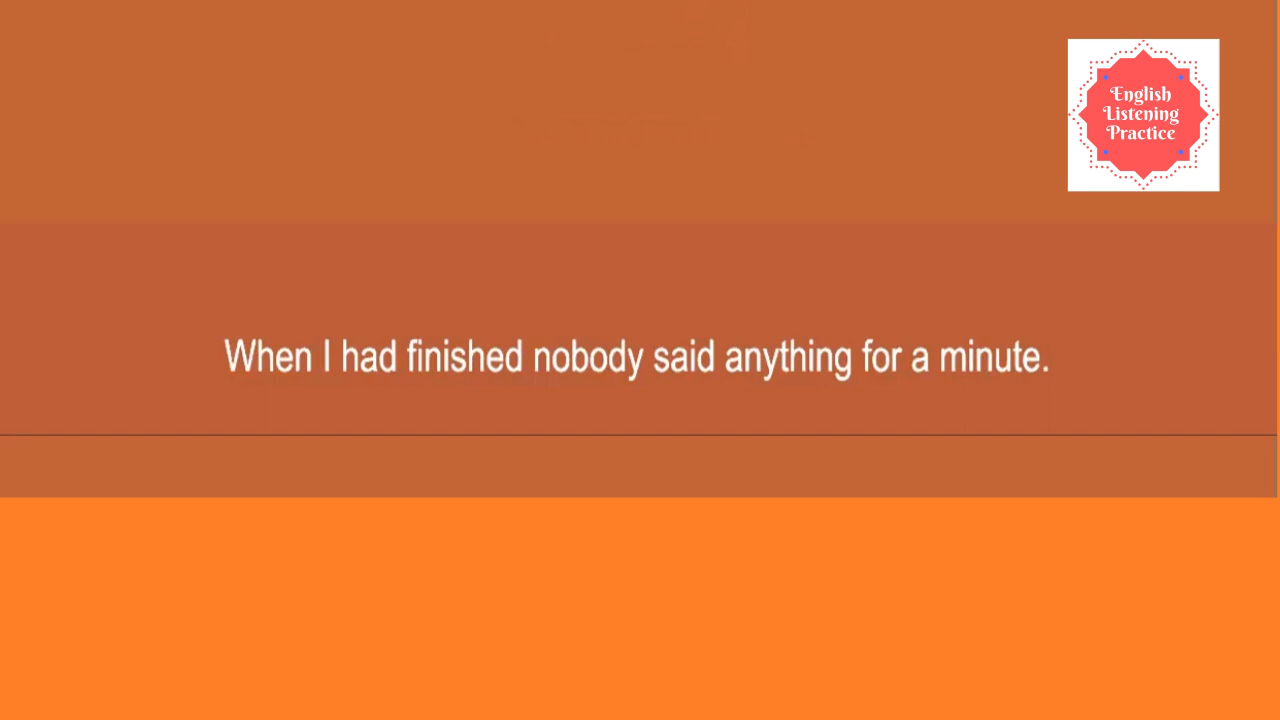 English
Listening
Practice
When I had finished nobody said anything for a minute.